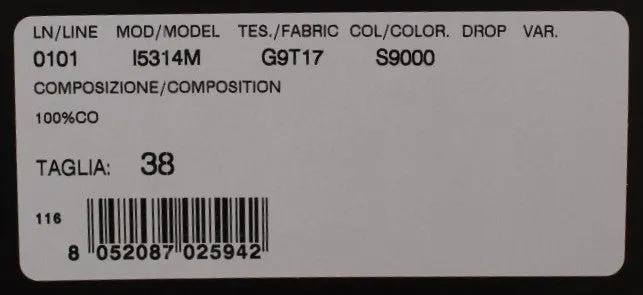 LN/LINE MOD/MODEL TES./FABRIC COL/COLOR. DROP VAR.
0101 I5314M G9T17 S9000
COMPOSIZIONE/COMPOSITION
100%CO
TAGLIA: 38
116
8 052087 025942